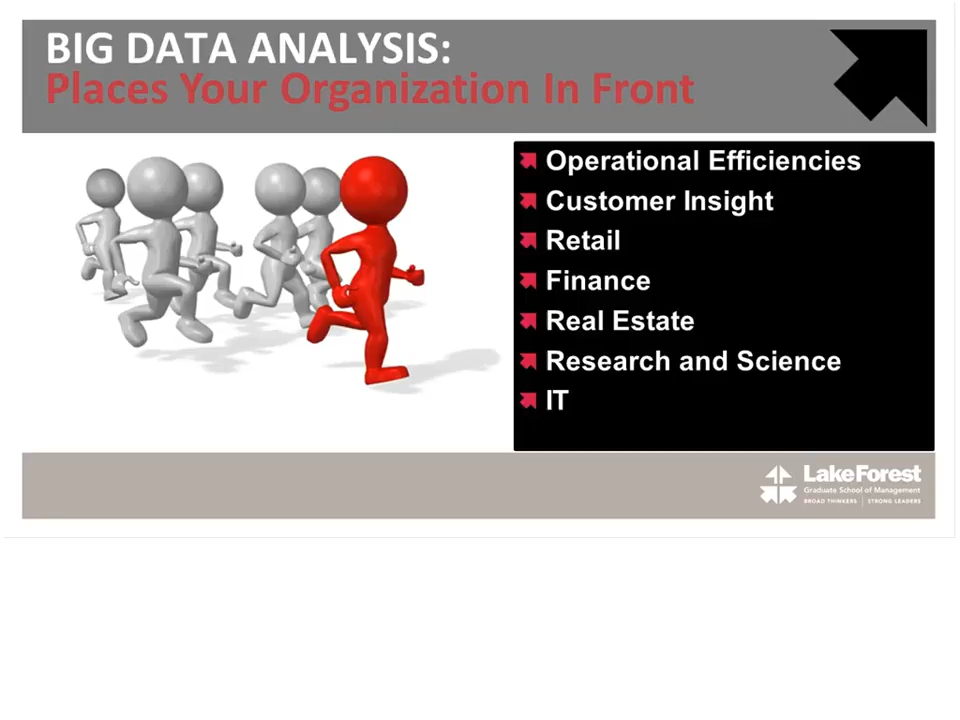 BIG DATA ANALYSIS:
Places Your Organization In Front
Operational Efficiencies
Customer Insight
Retail
Finance
Real Estate
Research and Science
IT
LakeForest
Graduate School of Management
BROAD THINKERS | STRONG LEADERS